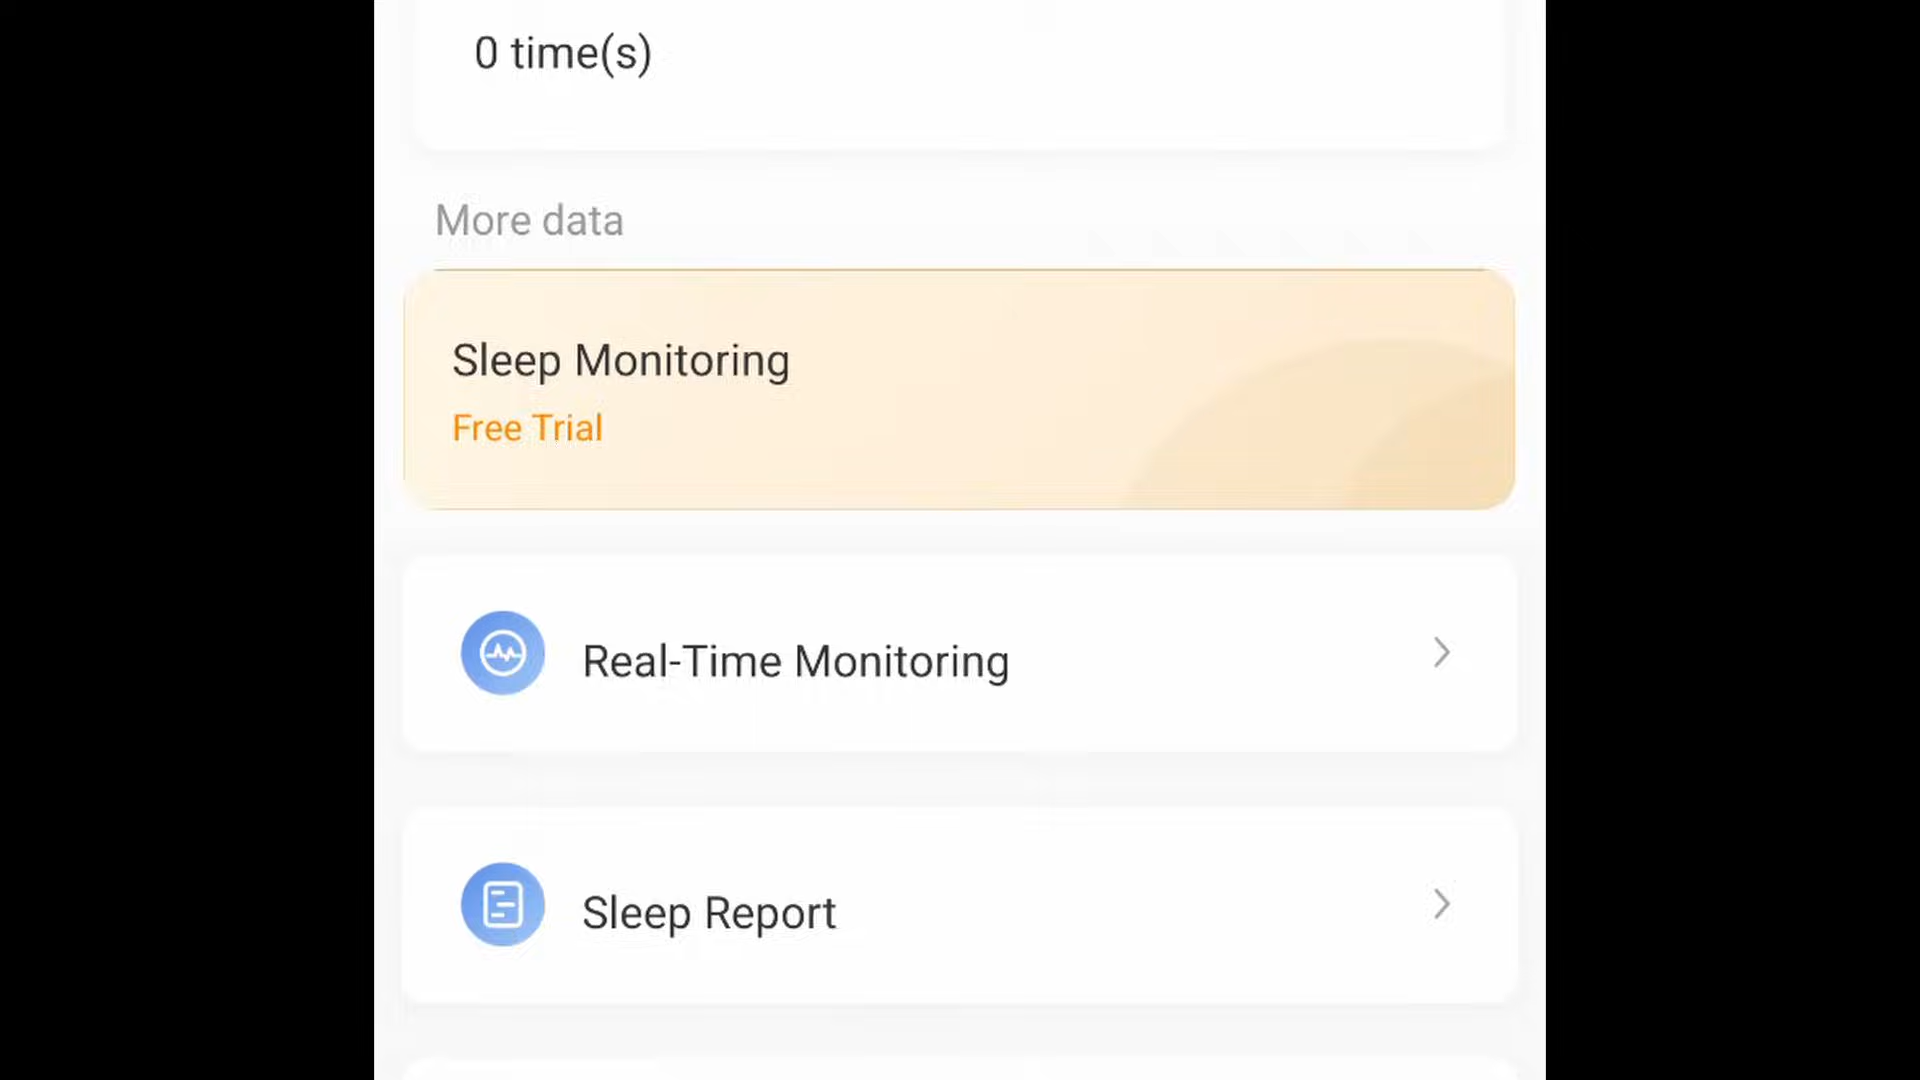 0 time(s)
More data
Sleep Monitoring
Free Trial
Real-Time Monitoring
Sleep Report